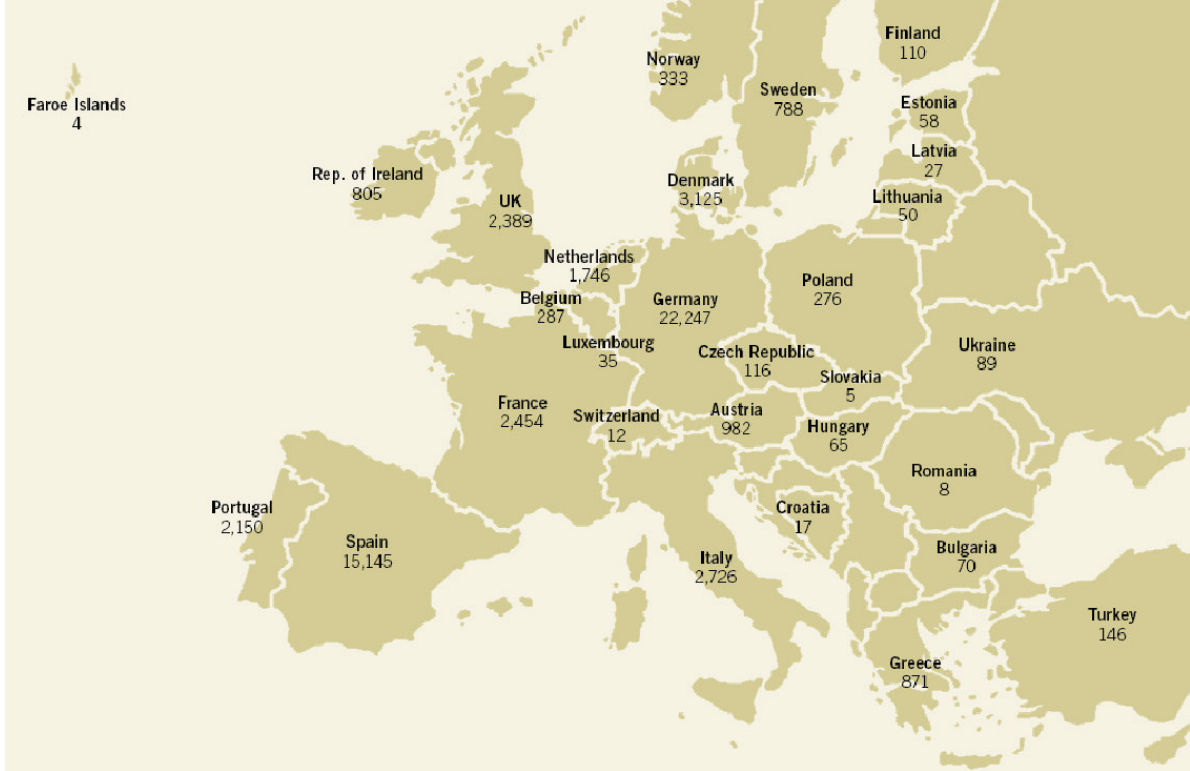 Finland
110
Norway
333
Sweden
788
Faroe Islands
4
Estonia
58
Latvia
27
Rep. of Ireland
805
Denmark
3,125
UK
2,389
Lithuania
50
Netherlands
1,746
Poland
276
Belgium
287
Germany
22,247
Luxembourg
35
Czech Republic
116
Ukraine
89
Slovakia
5
France
2,454
Switzerland
12
Austria
982
Hungary
65
Romania
8
Portugal
2,150
Croatia
17
Spain
15,145
Italy
2,726
Bulgaria
70
Turkey
146
Greece
871